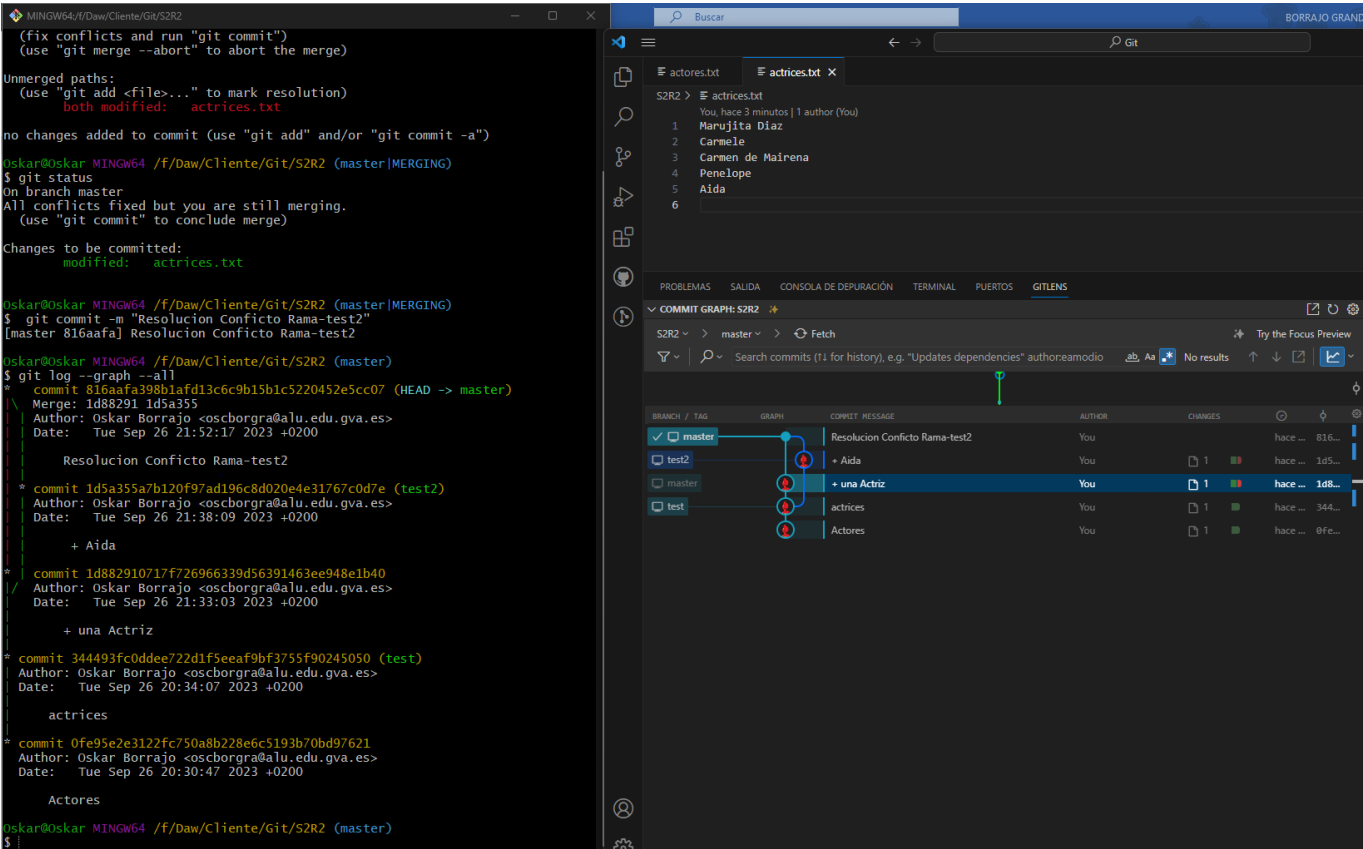 MINGW64:/f/Daw/Cliente/Git/S2R2
(fix conflicts and run "git commit")
(use "git merge --abort" to abort the merge)
Unmerged paths:
(use "git add <file>..." to mark resolution)
both modified:   actrices.txt
no changes added to commit (use "git add" and/or "git commit -a")
Oskar@Oskar MINGW64 /f/Daw/Cliente/Git/S2R2 (master|MERGING)
$ git status
On branch master
All conflicts fixed but you are still merging.
(use "git commit" to conclude merge)
Changes to be committed:
modified:   actrices.txt
Oskar@Oskar MINGW64 /f/Daw/Cliente/Git/S2R2 (master|MERGING)
$  git commit -m "Resolucion Conficto Rama-test2"
[master 816aafa] Resolucion Conficto Rama-test2
Oskar@Oskar MINGW64 /f/Daw/Cliente/Git/S2R2 (master)
$ git log --graph --all
*   commit 816aafa398b1afd13c6c9b15b1c5220452e5cc07 (HEAD -> master)
|\  Merge: 1d88291 1d5a355
| | Author: Oskar Borrajo <oscborgra@alu.edu.gva.es>
| | Date:   Tue Sep 26 21:52:17 2023 +0200
| |
| |     Resolucion Conficto Rama-test2
| |
| * commit 1d5a355a7b120f97ad196c8d020e4e31767c0d7e (test2)
| | Author: Oskar Borrajo <oscborgra@alu.edu.gva.es>
| | Date:   Tue Sep 26 21:38:09 2023 +0200
| |
| |      + Aida
| |
* | commit 1d882910717f726966339d56391463ee948e1b40
|/  Author: Oskar Borrajo <oscborgra@alu.edu.gva.es>
|   Date:   Tue Sep 26 21:33:03 2023 +0200
|
|       + una Actriz
|
* commit 344493fc0ddee722d1f5eeaf9bf3755f90245050 (test)
| Author: Oskar Borrajo <oscborgra@alu.edu.gva.es>
| Date:   Tue Sep 26 20:34:07 2023 +0200
|
|     actrices
|
* commit 0fe95e2e3122fc750a8b228e6c5193b70bd97621
Author: Oskar Borrajo <oscborgra@alu.edu.gva.es>
Date:   Tue Sep 26 20:30:47 2023 +0200
Actores
Oskar@Oskar MINGW64 /f/Daw/Cliente/Git/S2R2 (master)
$
Buscar
BORRAJO GRAND
Git
actores.txt
actrices.txt
S2R2 > actrices.txt
You, hace 3 minutos | 1 author (You)
1 Marujita Diaz
2 Carmele
3 Carmen de Mairena
4 Penelope
5 Aida
6
PROBLEMAS SALIDA CONSOLA DE DEPURACIÓN TERMINAL PUERTOS GITLENS
COMMIT GRAPH: S2R2
S2R2 > master > Fetch
Try the Focus Preview
Search commits (↑↓ for history), e.g. "Updates dependencies" author:eamodio
ab, Aa .* No results
BRANCH / TAG GRAPH COMMIT MESSAGE AUTHOR CHANGES
master Resolucion Conficto Rama-test2 You hace ... 816...
test2 + Aida You 1 hace ... 1d5...
master + una Actriz You 1 hace ... 1d8...
test actrices You 1 hace ... 344...
Actores You 1 hace ... 0fe...